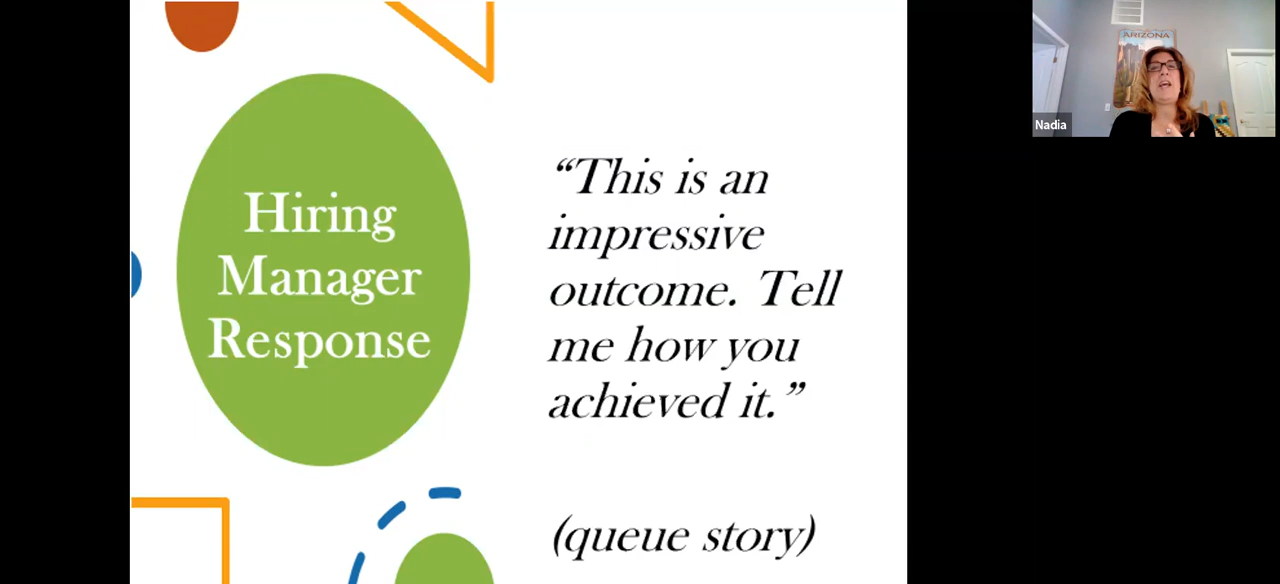 Hiring
Manager
Response
“This is an
impressive
outcome. Tell
me how you
achieved it.”
(queue story)
ARIZONA
Nadia